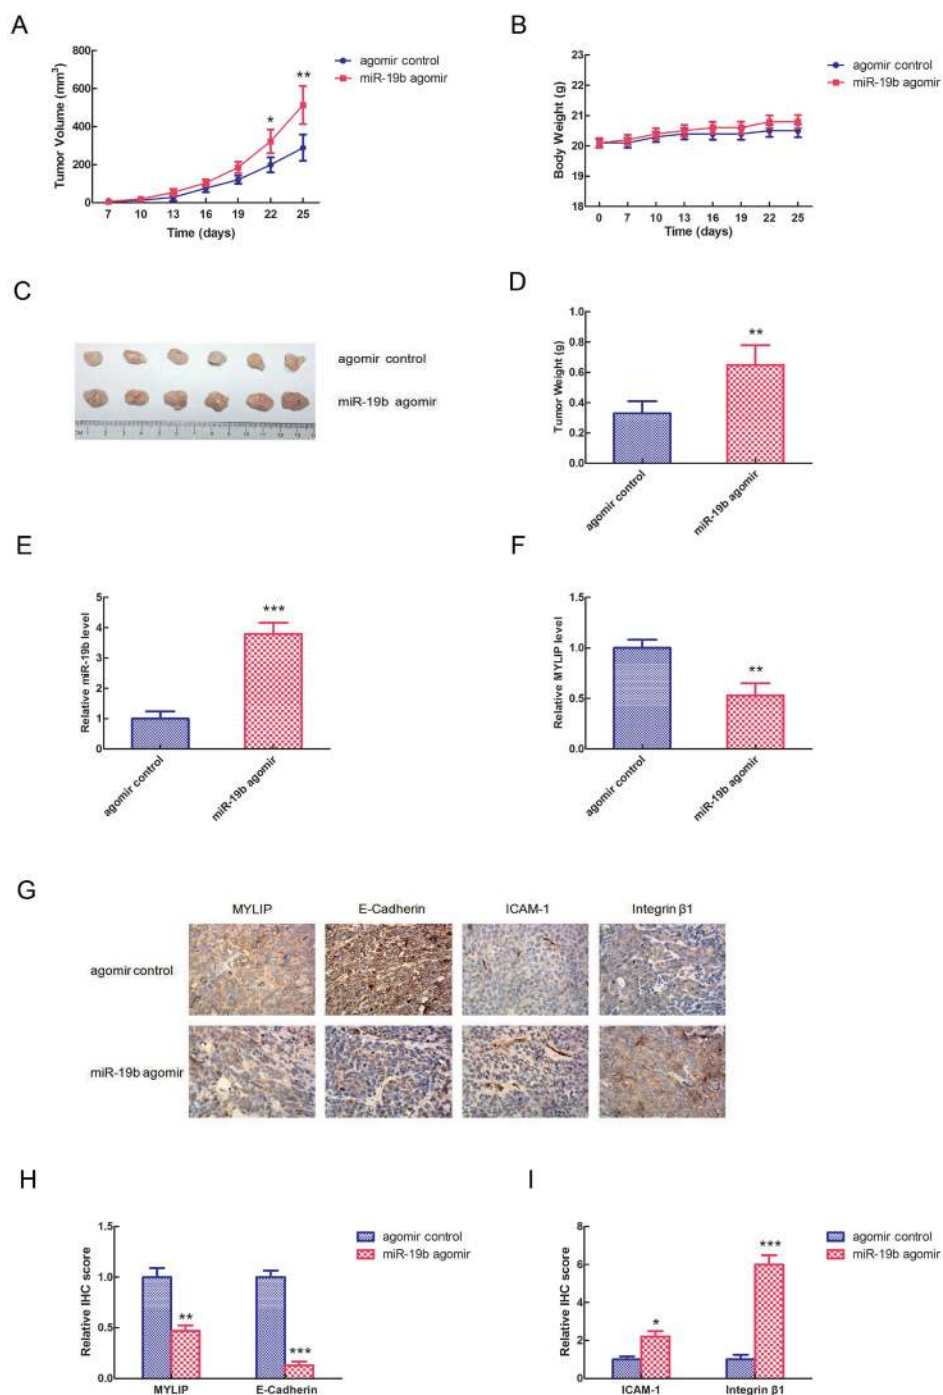 A
800
600
400
200
0
Tumor Volume (mm³)
7 10 13 16 19 22 25
Time (days)
*
**
agomir control
miR-19b agomir
B
23
22
21
20
19
18
Body Weight (g)
0 7 10 13 16 19 22 25
Time (days)
agomir control
miR-19b agomir
C
agomir control
miR-19b agomir
D
1.0
0.8
0.6
0.4
0.2
0.0
Tumor Weight (g)
**
agomir control
miR-19b agomir
E
5
4
3
2
1
0
Relative miR-19b level
***
agomir control
miR-19b agomir
F
1.5
1.0
0.5
0.0
Relative MYLIP level
**
agomir control
miR-19b agomir
G
MYLIP E-Cadherin ICAM-1 Integrin β1
agomir control
miR-19b agomir
H
1.5
1.0
0.5
0.0
Relative IHC score
**
***
MYLIP E-Cadherin
agomir control
miR-19b agomir
I
8
6
4
2
0
Relative IHC score
*
***
ICAM-1 Integrin β1
agomir control
miR-19b agomir